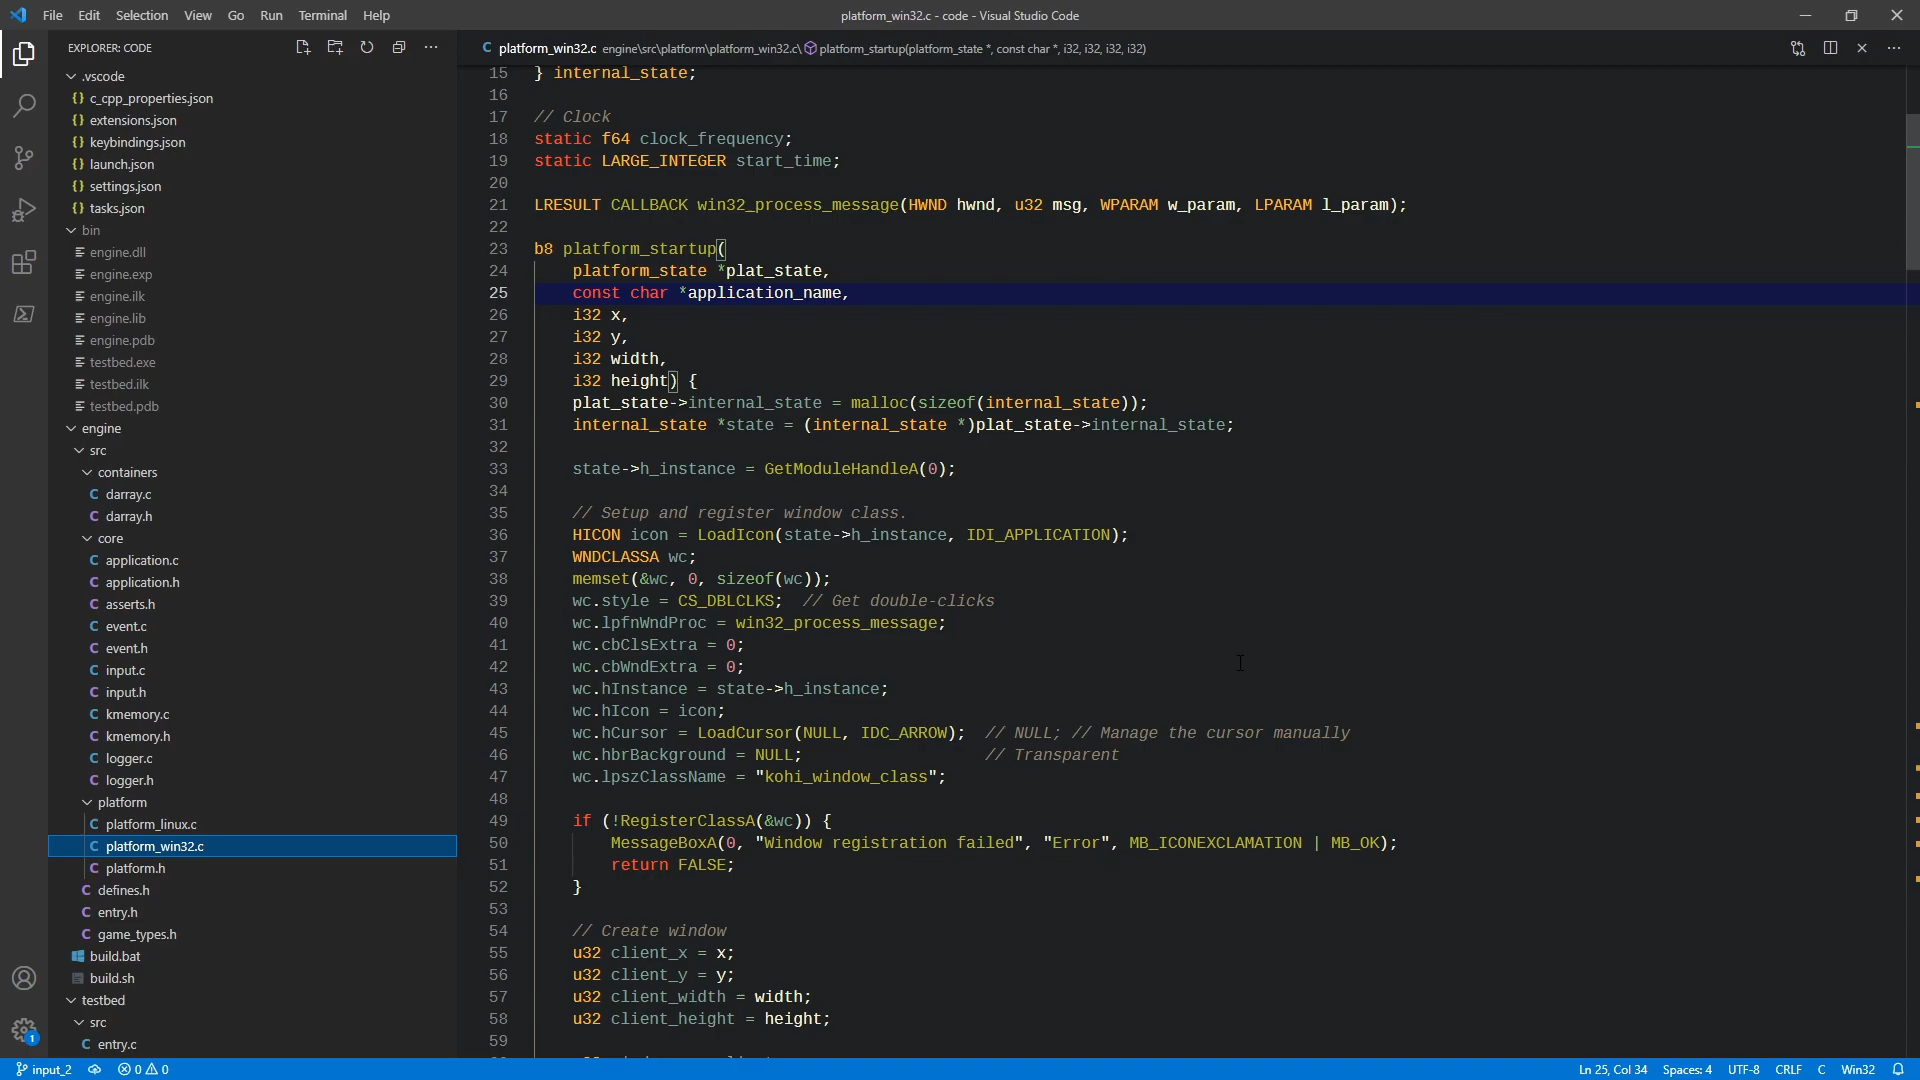 File Edit Selection View Go Run Terminal Help
platform_win32.c - code - Visual Studio Code
EXPLORER: CODE
.vscode
{} c_cpp_properties.json
{} extensions.json
{} keybindings.json
{} launch.json
{} settings.json
{} tasks.json
bin
engine.dll
engine.exp
engine.ilk
engine.lib
engine.pdb
testbed.exe
testbed.ilk
testbed.pdb
engine
src
containers
C darray.c
C darray.h
core
C application.c
C application.h
C asserts.h
C event.c
C event.h
C input.c
C input.h
C kmemory.c
C kmemory.h
C logger.c
C logger.h
platform
C platform_linux.c
C platform_win32.c
C platform.h
C defines.h
C entry.h
C game_types.h
build.bat
build.sh
testbed
src
C entry.c
C platform_win32.c engine\src\platform\platform_win32.c\ platform_startup(platform_state *, const char *, i32, i32, i32, i32)
15 } internal_state;
16
17 // Clock
18 static f64 clock_frequency;
19 static LARGE_INTEGER start_time;
20
21 LRESULT CALLBACK win32_process_message(HWND hwnd, u32 msg, WPARAM w_param, LPARAM l_param);
22
23 b8 platform_startup(
24 platform_state *plat_state,
25 const char *application_name,
26 i32 x,
27 i32 y,
28 i32 width,
29 i32 height) {
30 plat_state->internal_state = malloc(sizeof(internal_state));
31 internal_state *state = (internal_state *)plat_state->internal_state;
32
33 state->h_instance = GetModuleHandleA(0);
34
35 // Setup and register window class.
36 HICON icon = LoadIcon(state->h_instance, IDI_APPLICATION);
37 WNDCLASSA wc;
38 memset(&wc, 0, sizeof(wc));
39 wc.style = CS_DBLCLKS; // Get double-clicks
40 wc.lpfnWndProc = win32_process_message;
41 wc.cbClsExtra = 0;
42 wc.cbWndExtra = 0;
43 wc.hInstance = state->h_instance;
44 wc.hIcon = icon;
45 wc.hCursor = LoadCursor(NULL, IDC_ARROW); // NULL; // Manage the cursor manually
46 wc.hbrBackground = NULL; // Transparent
47 wc.lpszClassName = "kohi_window_class";
48
49 if (!RegisterClassA(&wc)) {
50 MessageBoxA(0, "Window registration failed", "Error", MB_ICONEXCLAMATION | MB_OK);
51 return FALSE;
52 }
53
54 // Create window
55 u32 client_x = x;
56 u32 client_y = y;
57 u32 client_width = width;
58 u32 client_height = height;
59
1
input_2 0 0 Ln 25, Col 34 Spaces: 4 UTF-8 CRLF C Win32